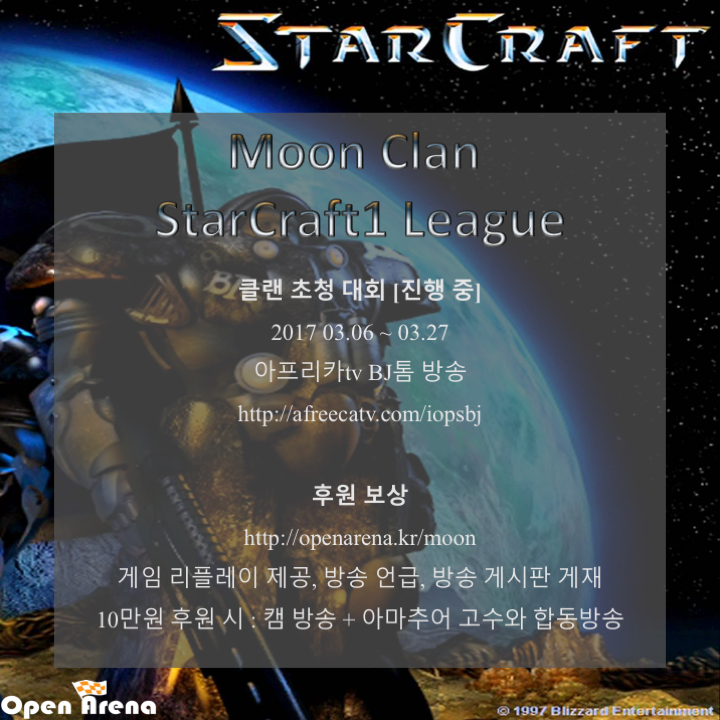 STARCRAFT
Moon Clan
StarCraft1 League
클랜 초청 대회 [진행 중]
2017 03.06 ~ 03.27
아프리카tv BJ톰 방송
http://afreecatv.com/iopsbj
후원 보상
http://openarena.kr/moon
게임 리플레이 제공, 방송 언급, 방송 게시판 게재
10만원 후원 시 : 캠 방송 + 아마추어 고수와 합동방송
Open Arena
© 1997 Blizzard Entertainment